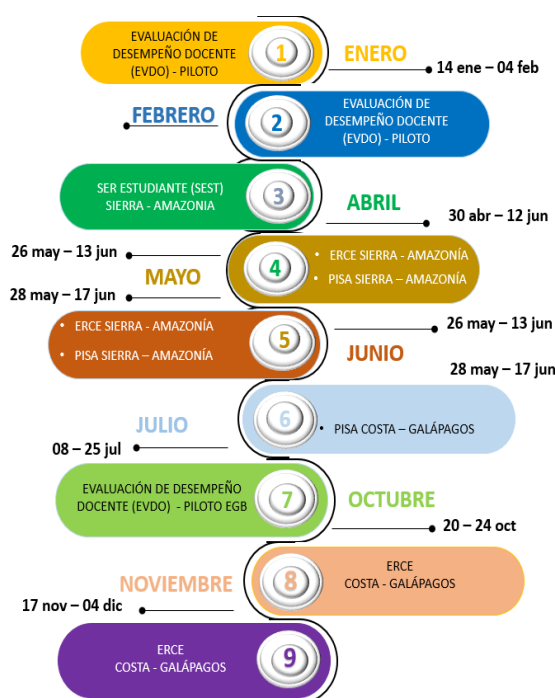 EVALUACIÓN DE
DESEMPEÑO DOCENTE
(EVDO) - PILOTO
1
ENERO
14 ene – 04 feb
FEBRERO
2
EVALUACIÓN DE
DESEMPEÑO DOCENTE
(EVDO) - PILOTO
SER ESTUDIANTE (SEST)
SIERRA - AMAZONIA
3
ABRIL
30 abr – 12 jun
26 may – 13 jun
MAYO
28 may – 17 jun
4
• ERCE SIERRA - AMAZONÍA
• PISA SIERRA – AMAZONÍA
• ERCE SIERRA - AMAZONÍA
• PISA SIERRA – AMAZONÍA
5
26 may – 13 jun
JUNIO
28 may – 17 jun
JULIO
08 – 25 jul
6
• PISA COSTA – GALÁPAGOS
EVALUACIÓN DE DESEMPEÑO
DOCENTE (EVDO) - PILOTO EGB
7
OCTUBRE
20 – 24 oct
NOVIEMBRE
17 nov – 04 dic
8
ERCE
COSTA - GALÁPAGOS
ERCE
COSTA - GALÁPAGOS
9